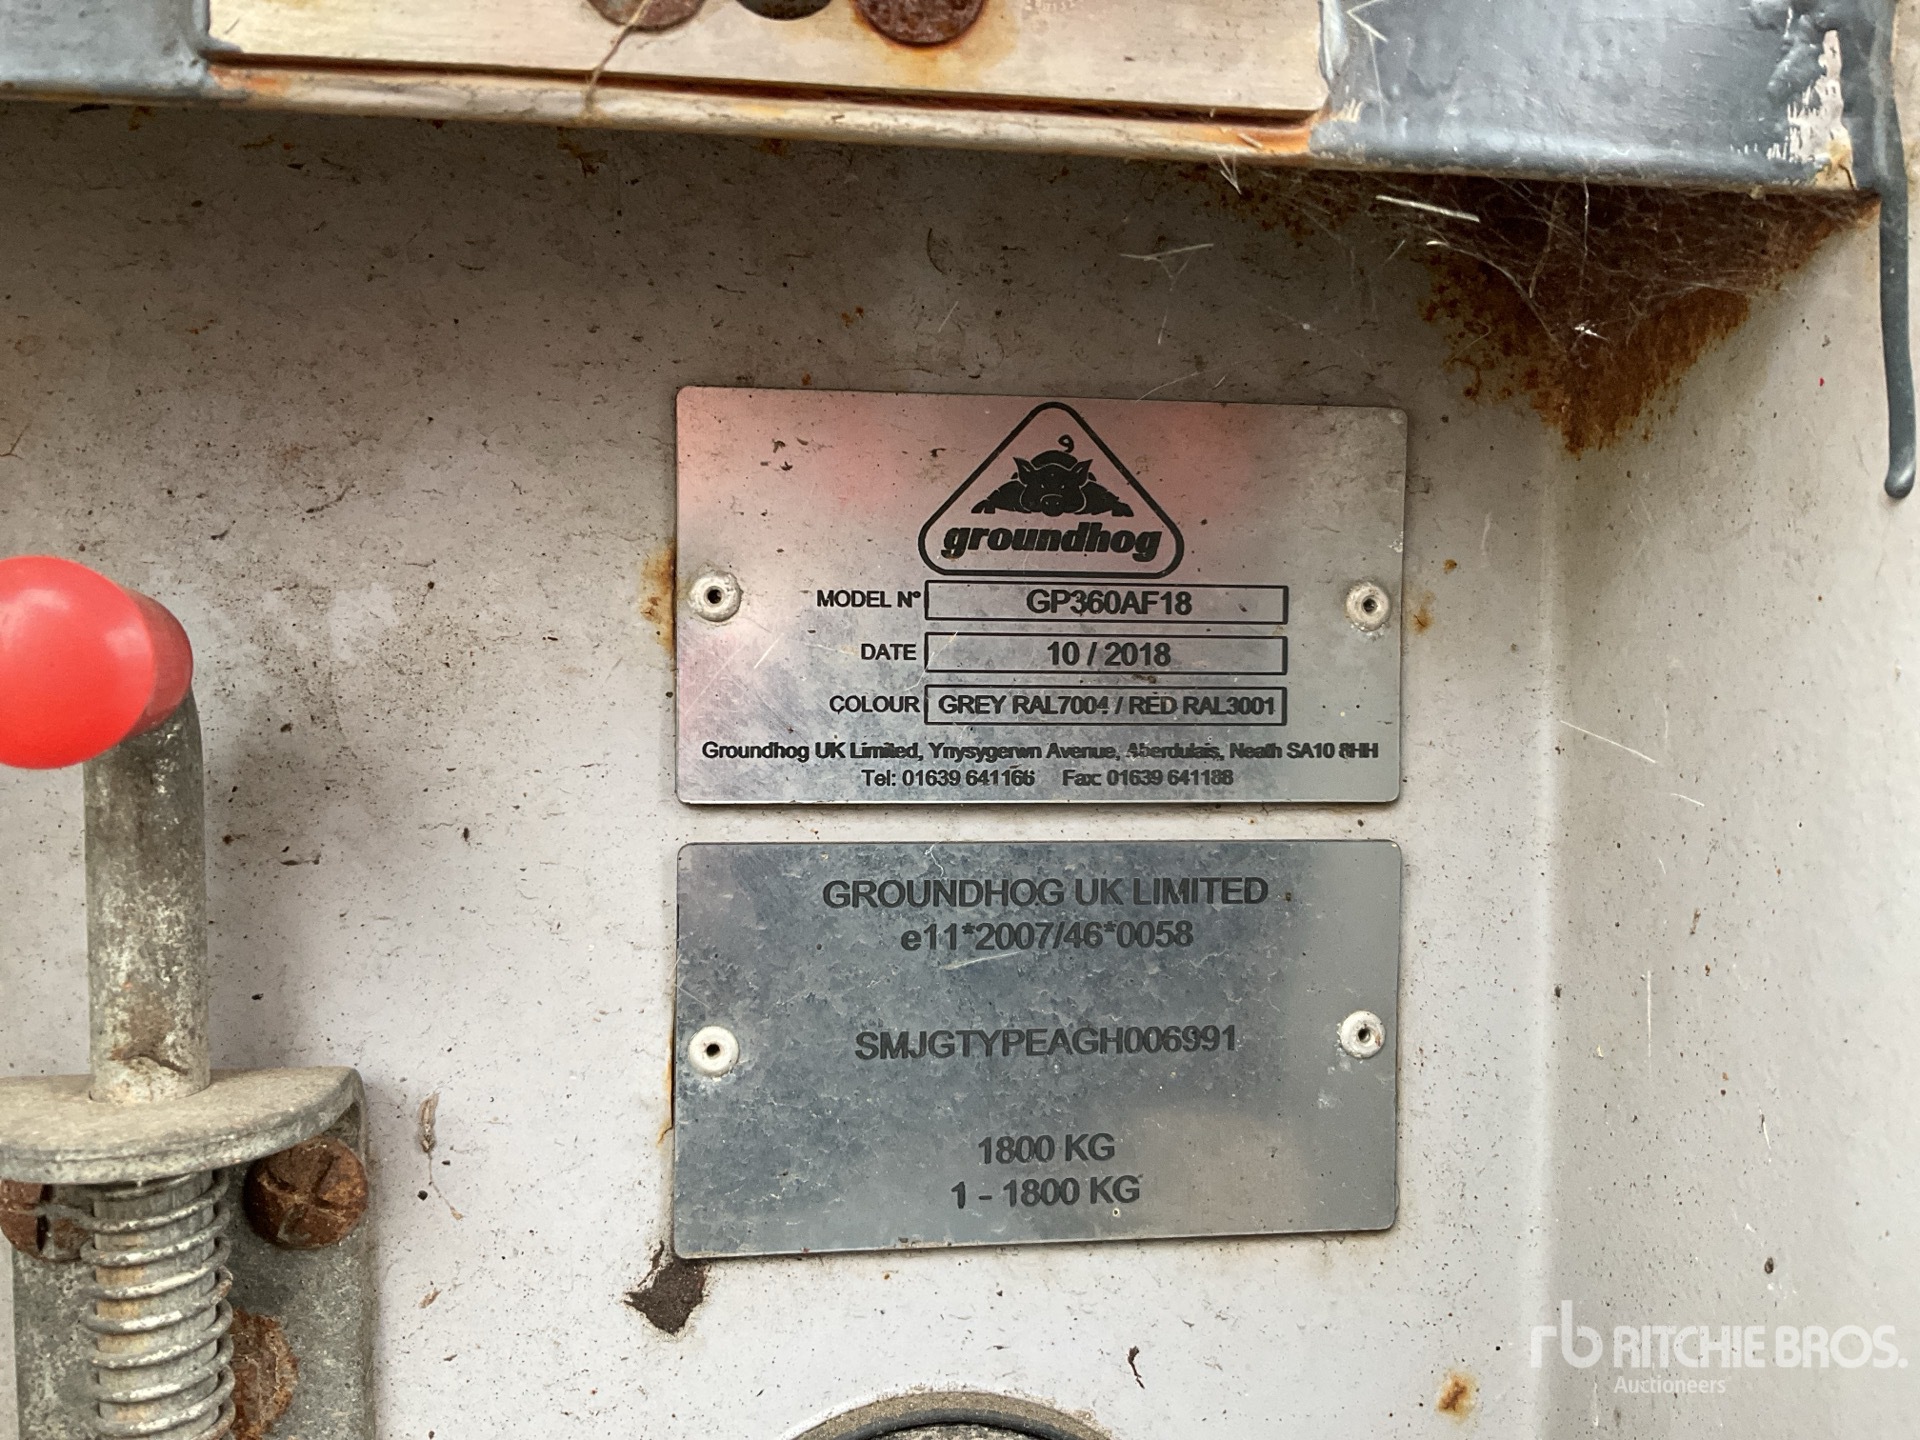 groundhog
MODEL Nº GP360AF18
DATE 10 / 2018
COLOUR GREY RAL7004 / RED RAL3001
Groundhog UK Limited, Ynysygerwn Avenue, Aberdulais, Neath SA10 8HH
Tel: 01639 641166 Fax: 01639 641188
GROUNDHOG UK LIMITED
e11*2007/46*0058
SMJGTYPEAGH006991
1800 KG
1 - 1800 KG
rb RITCHIE BROS.
Auctioneers